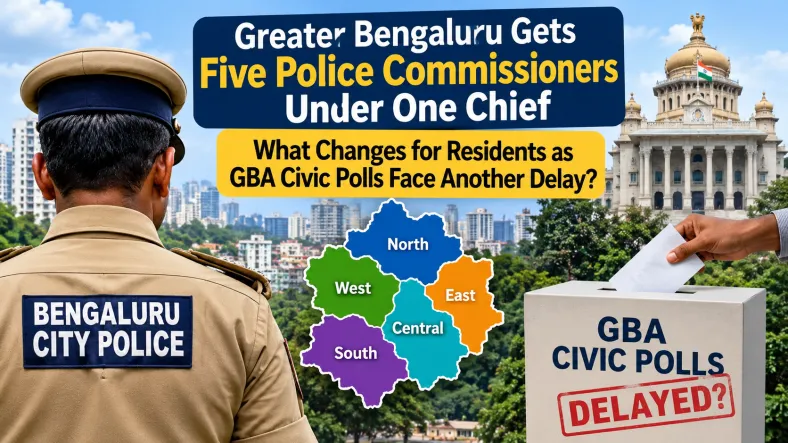 Greater Bengaluru Gets
Five Police Commissioners
Under One Chief
What Changes for Residents as
GBA Civic Polls Face Another Delay?
North
West
East
Central
South
BENGALURU
CITY POLICE
GBA
CIVIC POLLS
DELAYED?